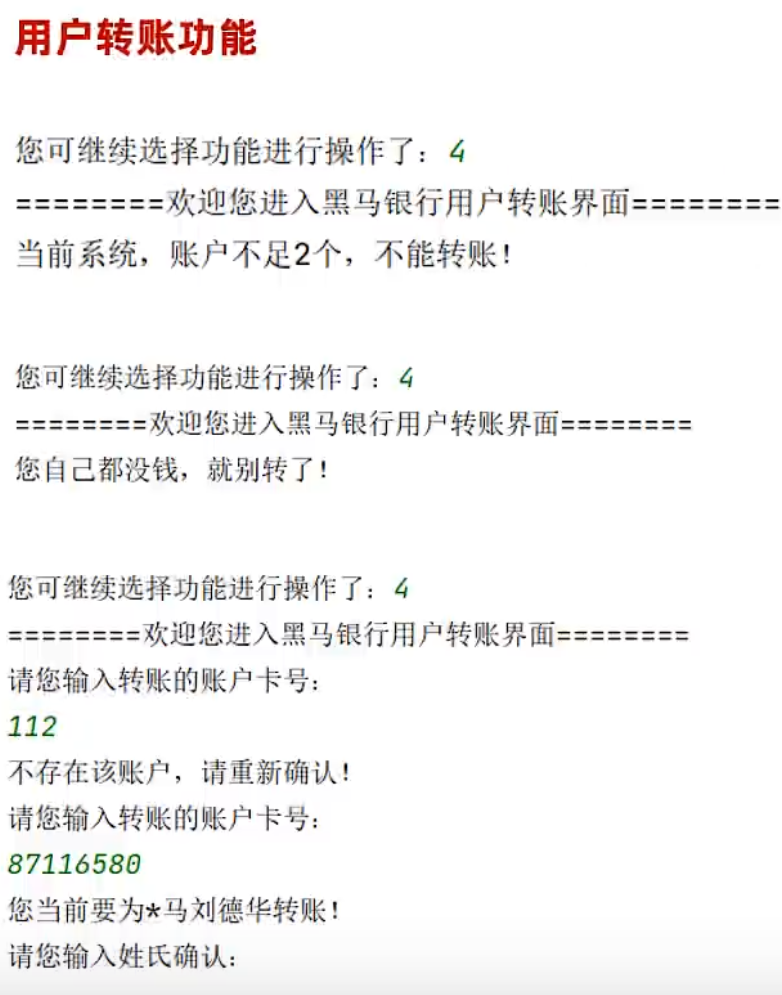 用户转账功能
您可继续选择功能进行操作了：4
========欢迎您进入黑马银行用户转账界面========
当前系统，账户不足2个，不能转账！
您可继续选择功能进行操作了：4
========欢迎您进入黑马银行用户转账界面========
您自己都没钱，就别转了！
您可继续选择功能进行操作了：4
========欢迎您进入黑马银行用户转账界面========
请您输入转账的账户卡号：
112
不存在该账户，请重新确认！
请您输入转账的账户卡号：
87116580
您当前要为*马刘德华转账！
请您输入姓氏确认：